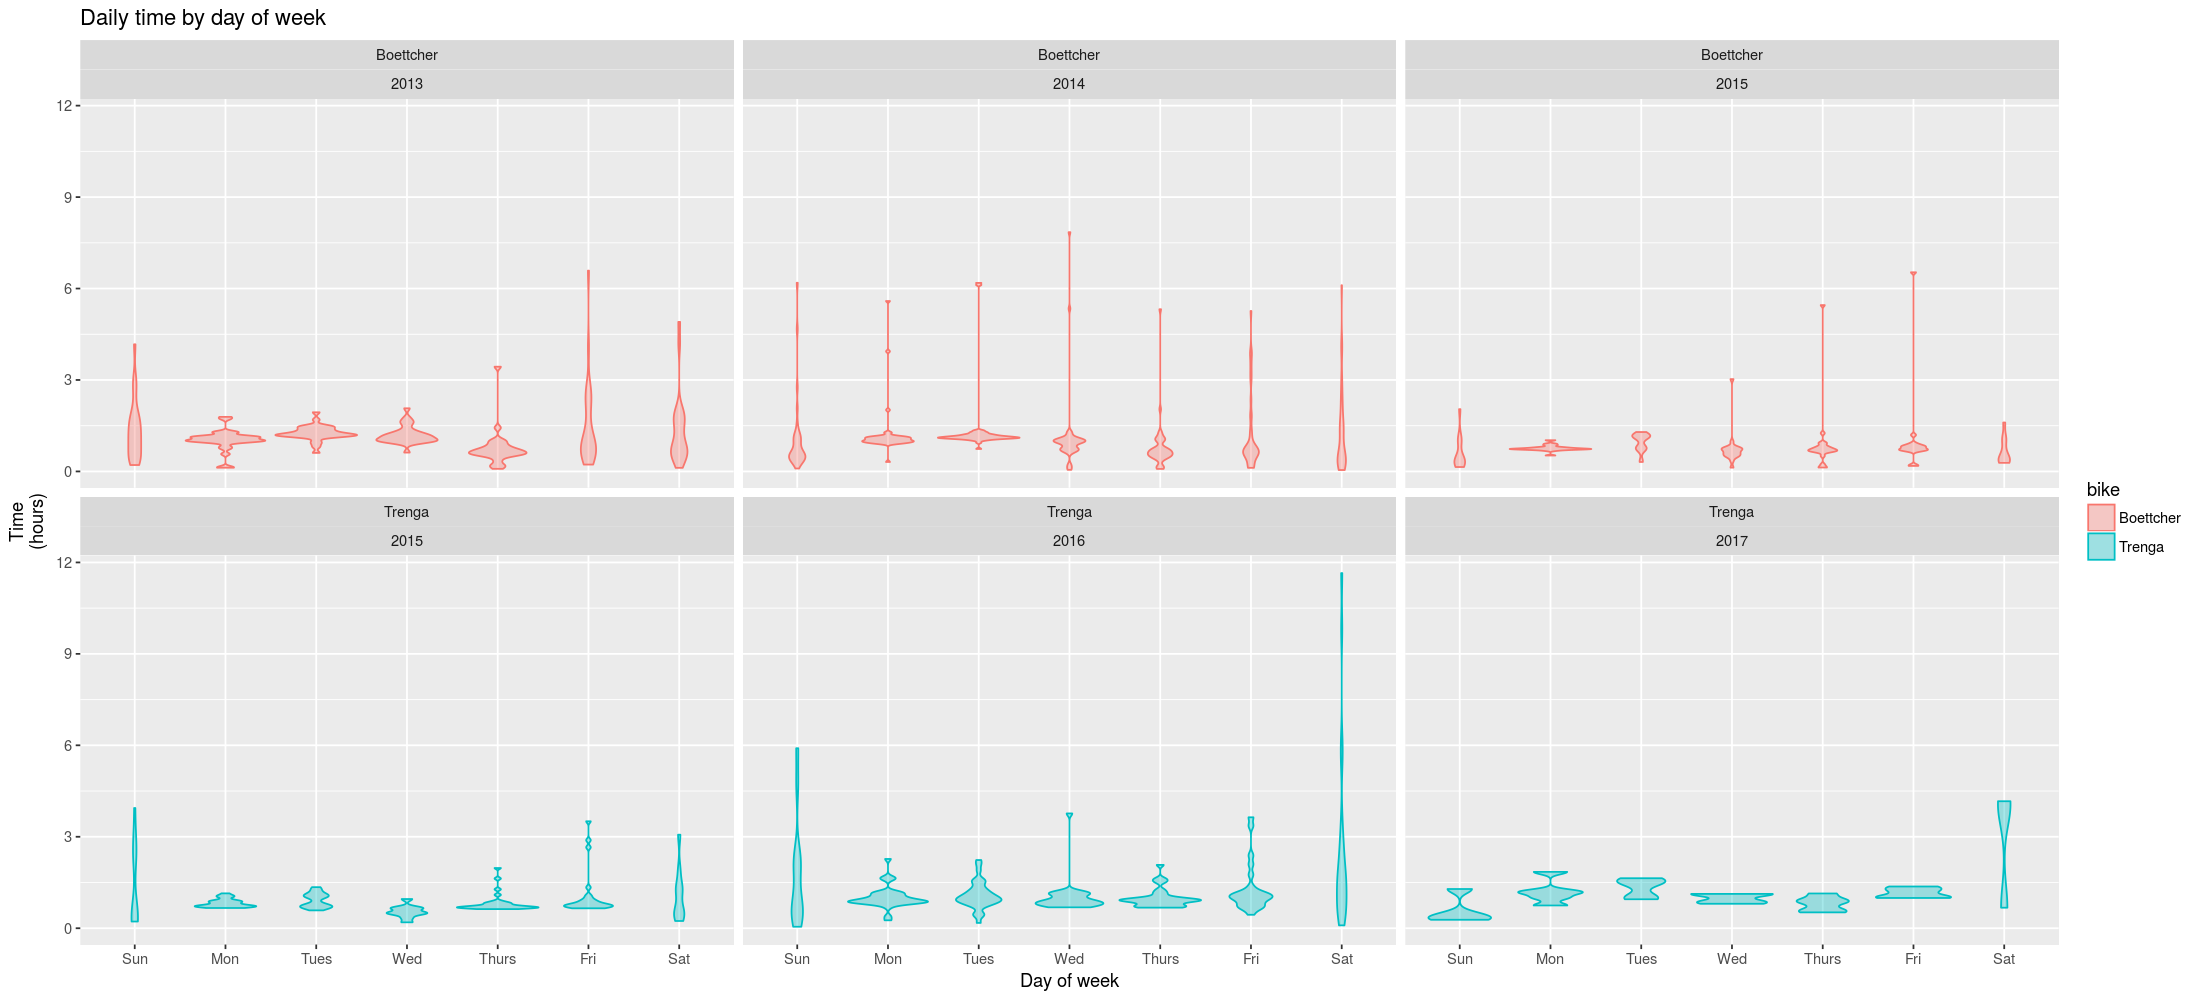 Daily time by day of week
Boettcher Boettcher Boettcher
2013 2014 2015
12
9
6
3
0
Trenga Trenga Trenga
2015 2016 2017
12
9
6
3
0
Sun Mon Tues Wed Thurs Fri Sat Sun Mon Tues Wed Thurs Fri Sat Sun Mon Tues Wed Thurs Fri Sat
Day of week
Time
(hours)
bike
Boettcher
Trenga